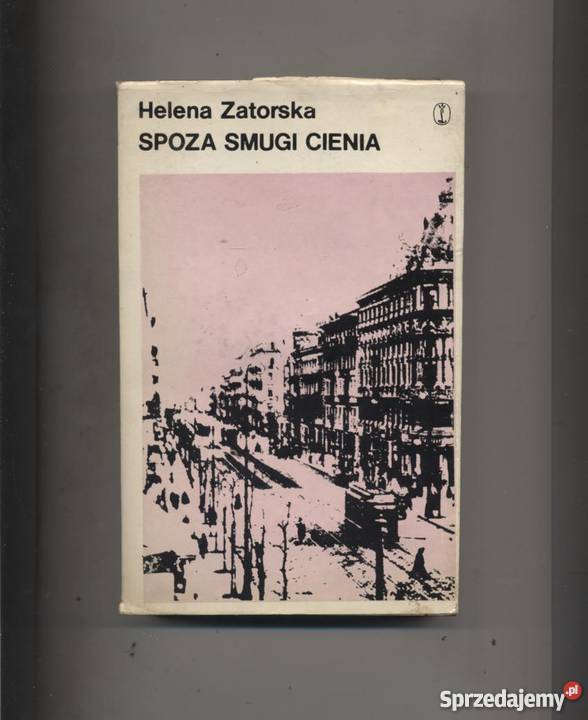 Helena Zatorska
SPOZA SMUGI CIENIA
Sprzedajemy.pl